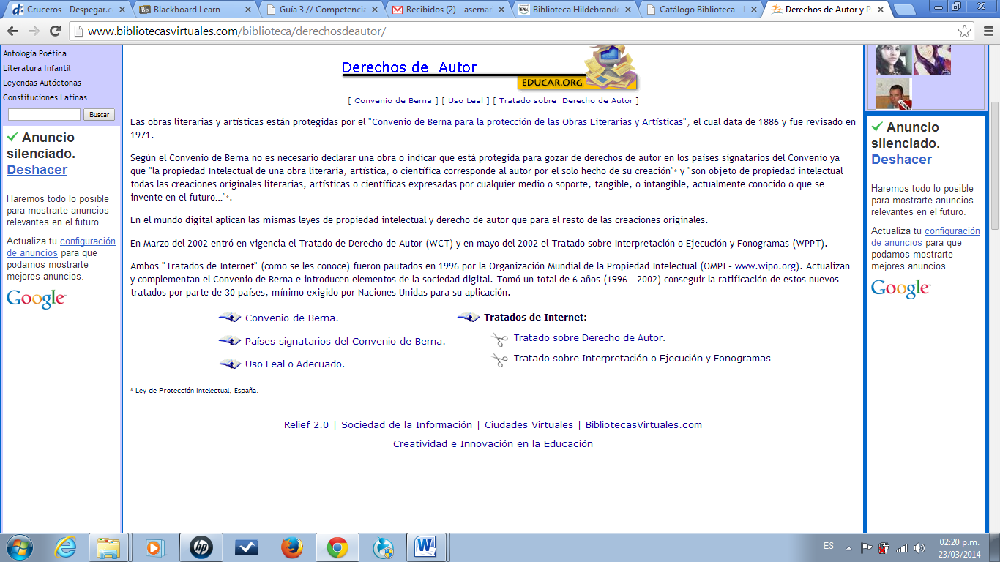 Cruceros - Despegar.c
Blackboard Learn
Guía 3 // Competencia
Recibidos (2) - asernar
Biblioteca Hildebrando
Catálogo Biblioteca -
Derechos de Autor y P
www.bibliotecasvirtuales.com/biblioteca/derechosdeautor/
Antología Poética
Literatura Infantil
Leyendas Autóctonas
Constituciones Latinas
Buscar
Anuncio
silenciado.
Deshacer
Haremos todo lo posible
para mostrarte anuncios
relevantes en el futuro.
Actualiza tu configuración
de anuncios para que
podamos mostrarte
mejores anuncios.
Google
Derechos de Autor
EDUCAR.ORG
[ Convenio de Berna ] [ Uso Leal ] [ Tratado sobre Derecho de Autor ]
Las obras literarias y artísticas están protegidas por el "Convenio de Berna para la protección de las Obras Literarias y Artísticas", el cual data de 1886 y fue revisado en
1971.
Según el Convenio de Berna no es necesario declarar una obra o indicar que está protegida para gozar de derechos de autor en los países signatarios del Convenio ya
que "la propiedad Intelectual de una obra literaria, artística, o científica corresponde al autor por el solo hecho de su creación"* y "son objeto de propiedad intelectual
todas las creaciones originales literarias, artísticas o científicas expresadas por cualquier medio o soporte, tangible, o intangible, actualmente conocido o que se
invente en el futuro..."*.
En el mundo digital aplican las mismas leyes de propiedad intelectual y derecho de autor que para el resto de las creaciones originales.
En Marzo del 2002 entró en vigencia el Tratado de Derecho de Autor (WCT) y en mayo del 2002 el Tratado sobre Interpretación o Ejecución y Fonogramas (WPPT).
Ambos "Tratados de Internet" (como se les conoce) fueron pautados en 1996 por la Organización Mundial de la Propiedad Intelectual (OMPI - www.wipo.org). Actualizan
y complementan el Convenio de Berna e introducen elementos de la sociedad digital. Tomó un total de 6 años (1996 - 2002) conseguir la ratificación de estos nuevos
tratados por parte de 30 países, mínimo exigido por Naciones Unidas para su aplicación.
Convenio de Berna.
Países signatarios del Convenio de Berna.
Uso Leal o Adecuado.
Tratados de Internet:
Tratado sobre Derecho de Autor.
Tratado sobre Interpretación o Ejecución y Fonogramas
* Ley de Protección Intelectual, España.
Relief 2.0 | Sociedad de la Información | Ciudades Virtuales | BibliotecasVirtuales.com
Creatividad e Innovación en la Educación
Anuncio
silenciado.
Deshacer
Haremos todo lo posible
para mostrarte anuncios
relevantes en el futuro.
Actualiza tu configuración
de anuncios para que
podamos mostrarte
mejores anuncios.
Google
ES
02:20 p.m.
23/03/2014